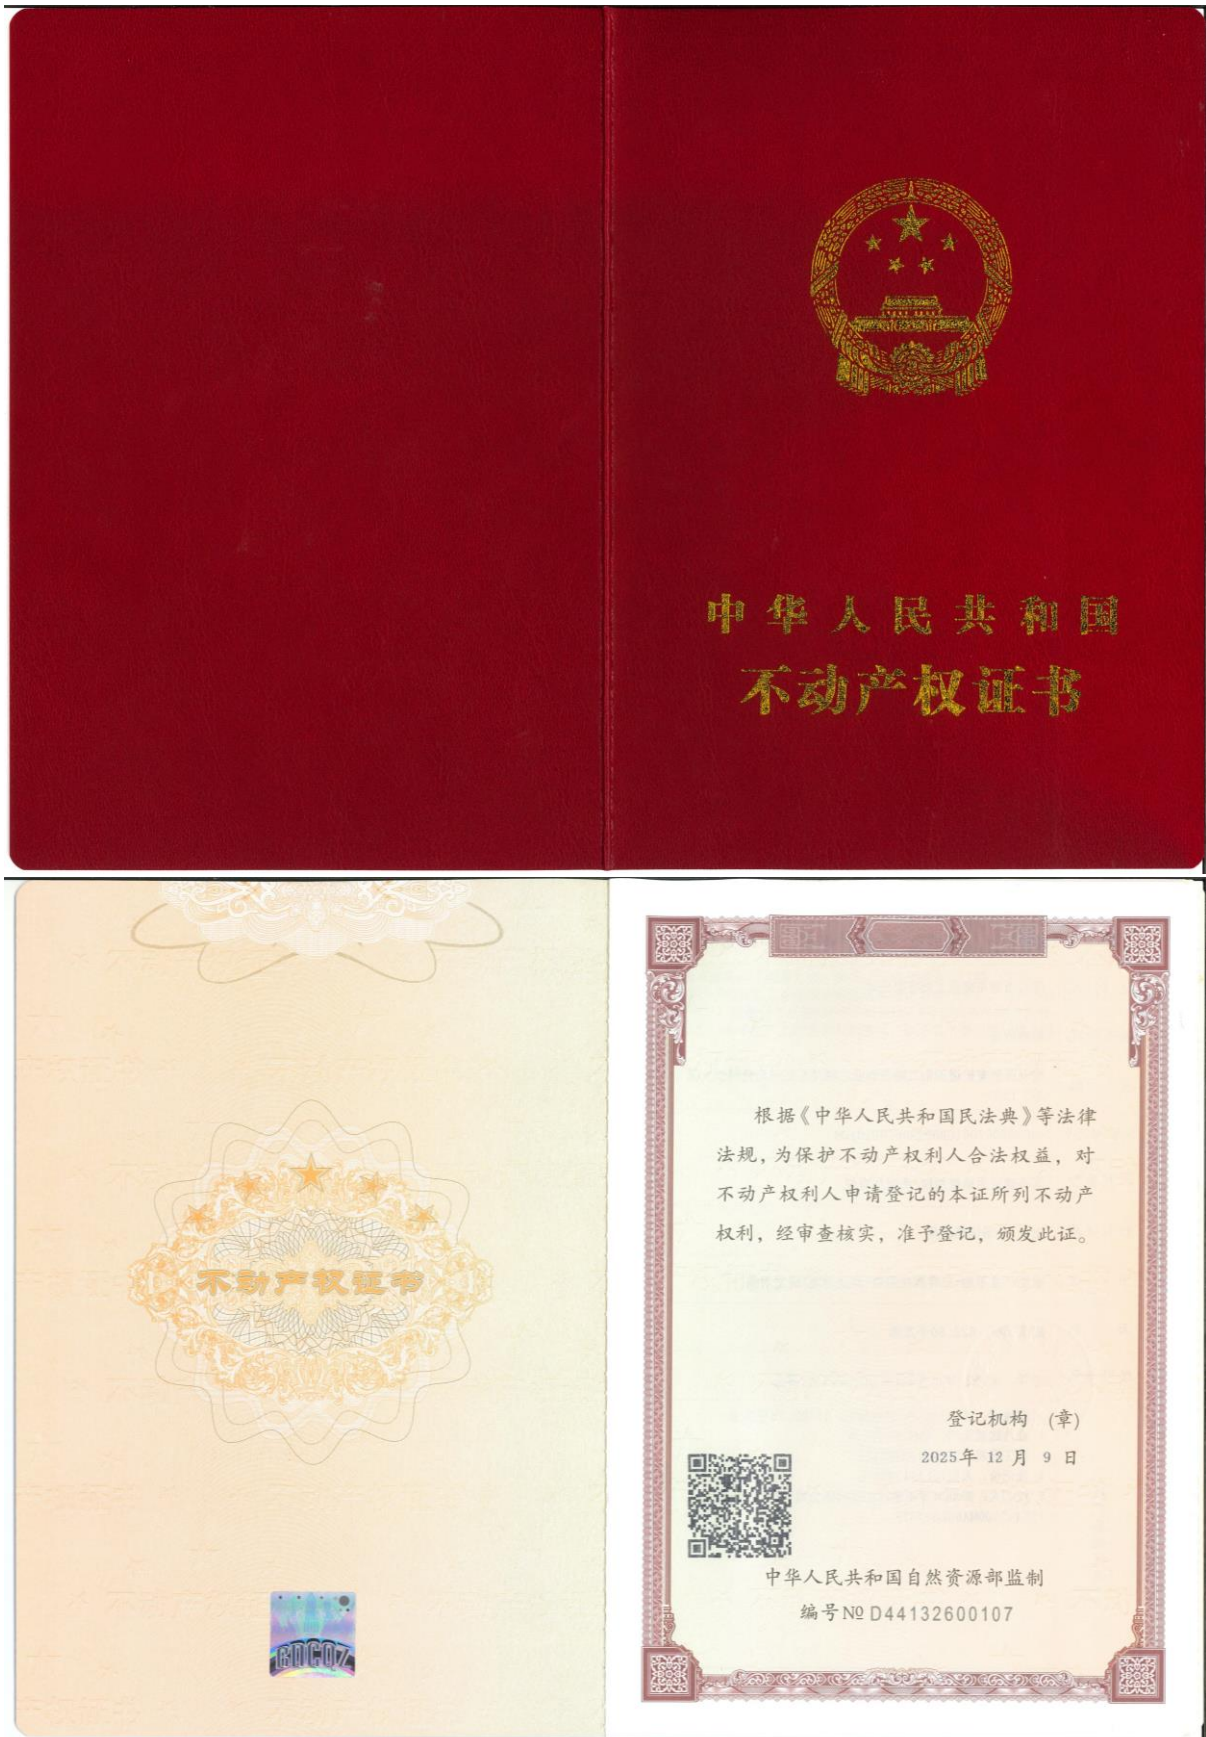 中华人民共和国
不动产权证书
不动产权证书
BDCQZ
根据《中华人民共和国民法典》等法律
法规，为保护不动产权利人合法权益，对
不动产权利人申请登记的本证所列不动产
权利，经审查核实，准予登记，颁发此证。
登记机构 (章)
2025年 12 月 9 日
中华人民共和国自然资源部监制
编号№ D44132600107